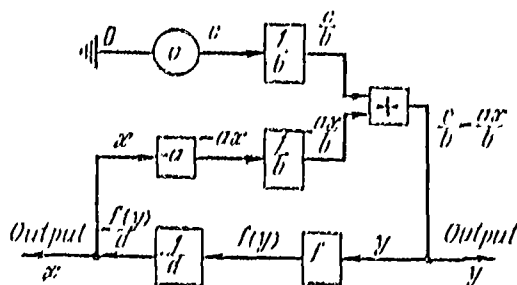 0
o
c
1/b
c/b
+
c/b - ax/b
x
-a
-ax
1/b
ax/b
Output
x
-f(y)/d
-1/d
f(y)
f
y
Output
y